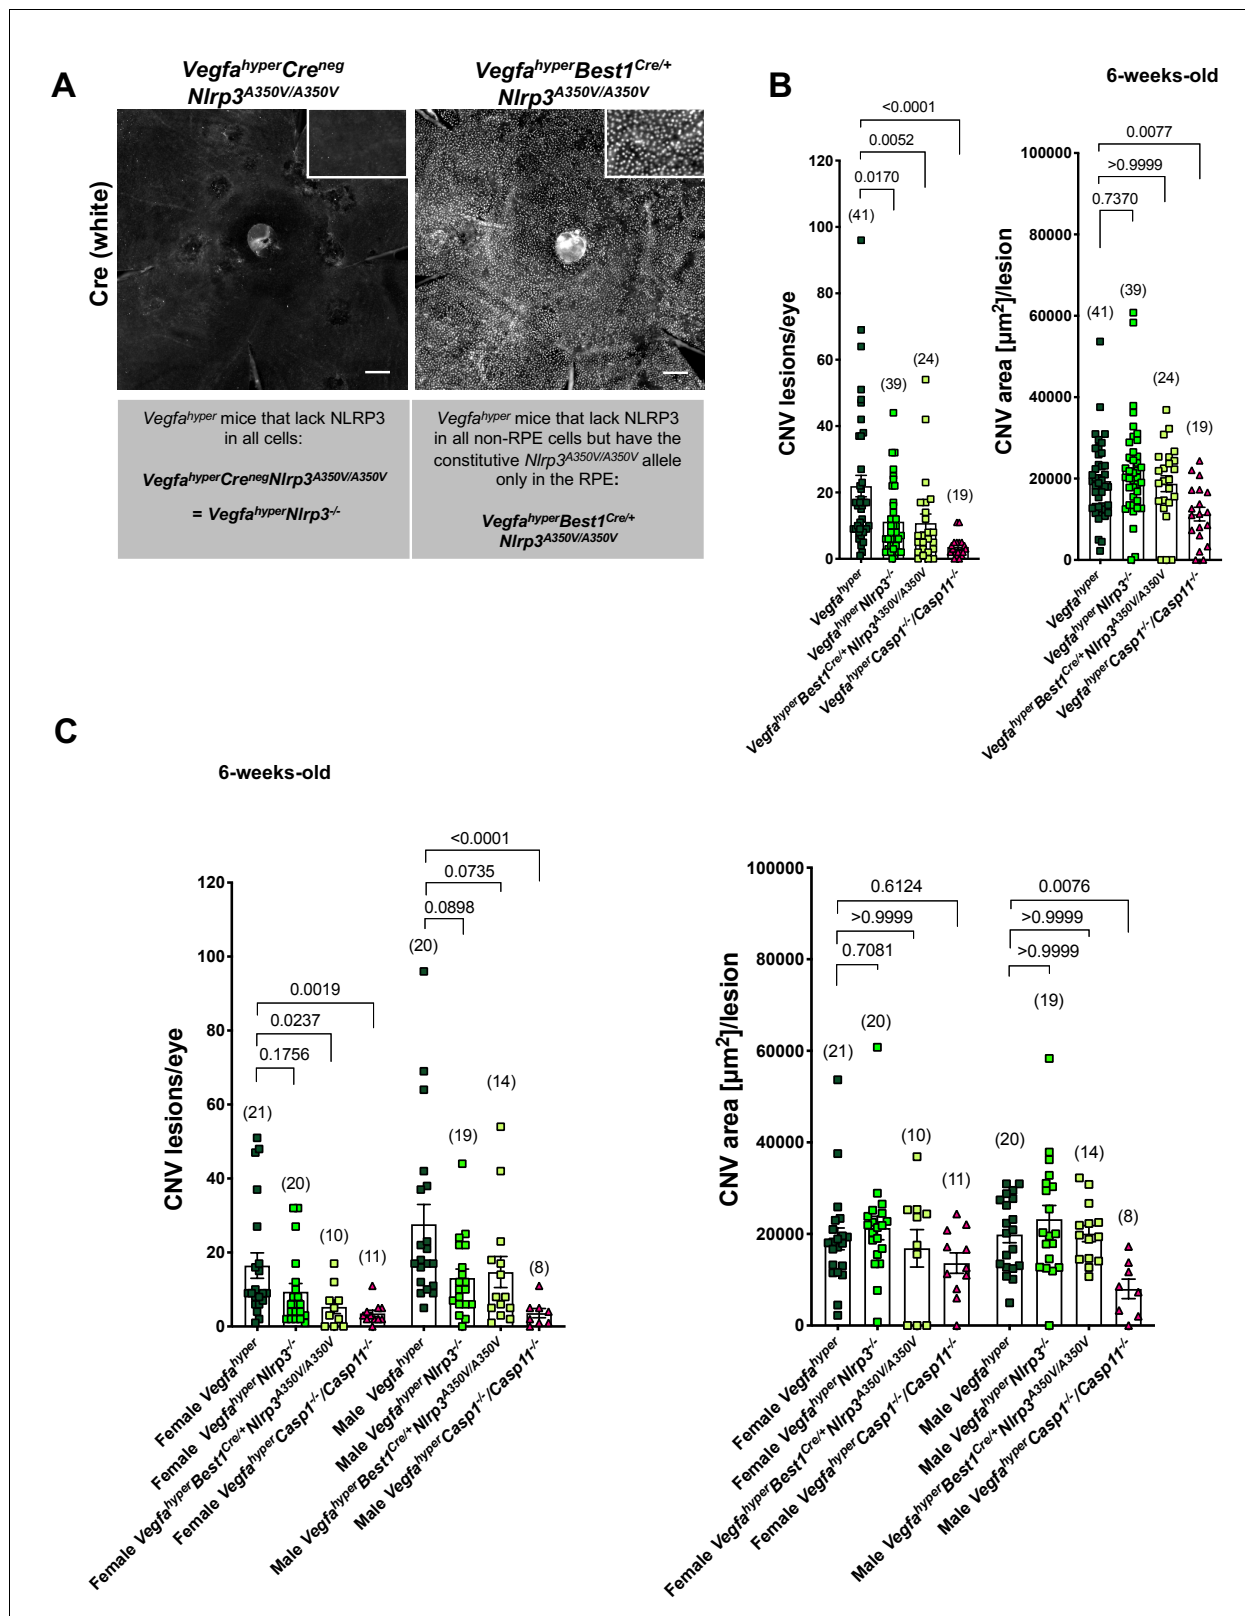 A
Vegfa^hyper Cre^neg
Nlrp3^A350V/A350V
Vegfa^hyper Best1^Cre/+
Nlrp3^A350V/A350V
Cre (white)
Vegfa^hyper mice that lack NLRP3
in all cells:
Vegfa^hyper Cre^neg Nlrp3^A350V/A350V
= Vegfa^hyper Nlrp3^-/-
Vegfa^hyper mice that lack NLRP3
in all non-RPE cells but have the
constitutive Nlrp3^A350V/A350V allele
only in the RPE:
Vegfa^hyper Best1^Cre/+
Nlrp3^A350V/A350V
B
6-weeks-old
<0.0001
0.0052
0.0170
120
100
80
60
40
20
0
CNV lesions/eye
(41)
(39)
(24)
(19)
Vegfa^hyper
Vegfa^hyper Nlrp3^-/-
Vegfa^hyper Best1^Cre/+ Nlrp3^A350V/A350V
Vegfa^hyper Casp1^-/-/Casp11^-/-
0.0077
>0.9999
0.7370
100000
80000
60000
40000
20000
0
CNV area [µm²]/lesion
(41)
(39)
(24)
(19)
Vegfa^hyper
Vegfa^hyper Nlrp3^-/-
Vegfa^hyper Best1^Cre/+ Nlrp3^A350V/A350V
Vegfa^hyper Casp1^-/-/Casp11^-/-
C
6-weeks-old
<0.0001
0.0735
0.0898
0.0019
0.0237
0.1756
120
100
80
60
40
20
0
CNV lesions/eye
(21)
(20)
(10)
(11)
(20)
(19)
(14)
(8)
Female Vegfa^hyper
Female Vegfa^hyper Nlrp3^-/-
Female Vegfa^hyper Best1^Cre/+ Nlrp3^A350V/A350V
Female Vegfa^hyper Casp1^-/-/Casp11^-/-
Male Vegfa^hyper
Male Vegfa^hyper Nlrp3^-/-
Male Vegfa^hyper Best1^Cre/+ Nlrp3^A350V/A350V
Male Vegfa^hyper Casp1^-/-/Casp11^-/-
0.6124
>0.9999
0.7081
0.0076
>0.9999
>0.9999
100000
80000
60000
40000
20000
0
CNV area [µm²]/lesion
(21)
(20)
(10)
(11)
(20)
(19)
(14)
(8)
Female Vegfa^hyper
Female Vegfa^hyper Nlrp3^-/-
Female Vegfa^hyper Best1^Cre/+ Nlrp3^A350V/A350V
Female Vegfa^hyper Casp1^-/-/Casp11^-/-
Male Vegfa^hyper
Male Vegfa^hyper Nlrp3^-/-
Male Vegfa^hyper Best1^Cre/+ Nlrp3^A350V/A350V
Male Vegfa^hyper Casp1^-/-/Casp11^-/-